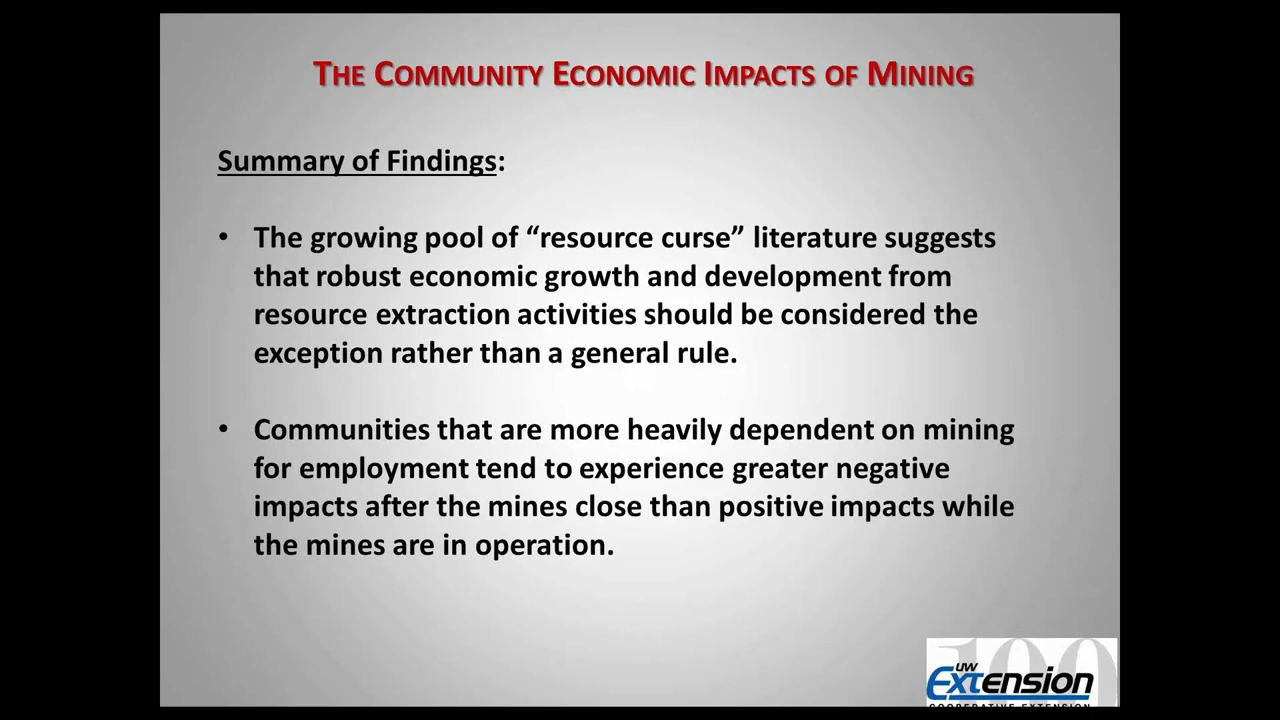 THE COMMUNITY ECONOMIC IMPACTS OF MINING
Summary of Findings:
• The growing pool of “resource curse” literature suggests
that robust economic growth and development from
resource extraction activities should be considered the
exception rather than a general rule.
• Communities that are more heavily dependent on mining
for employment tend to experience greater negative
impacts after the mines close than positive impacts while
the mines are in operation.
100
UW
Extension
COOPERATIVE EXTENSION